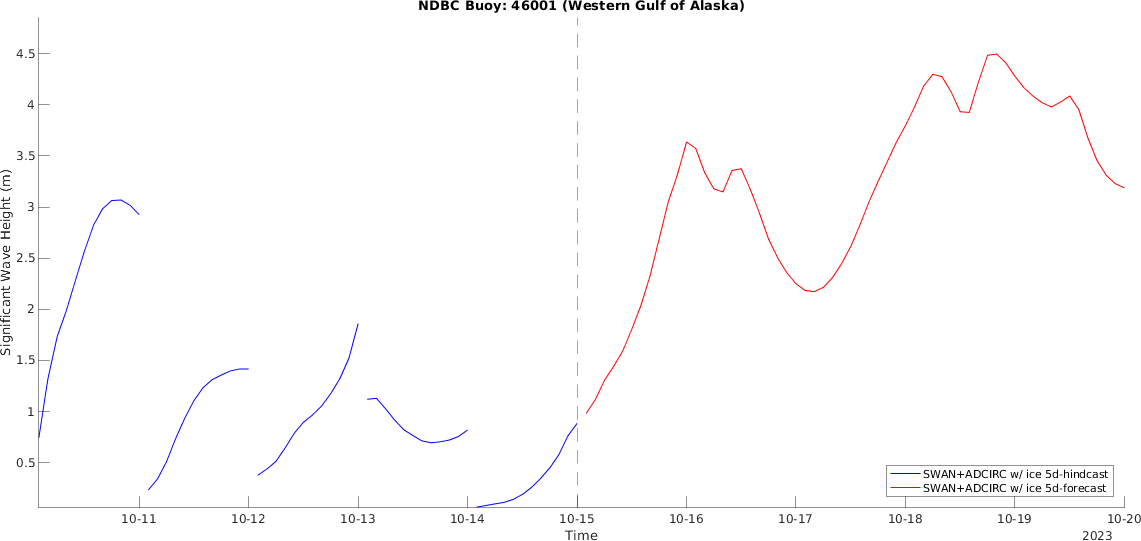 NDBC Buoy: 46001 (Western Gulf of Alaska)
4.5
4
3.5
3
2.5
2
1.5
1
0.5
Significant Wave Height (m)
SWAN+ADCIRC w/ ice 5d-hindcast
SWAN+ADCIRC w/ ice 5d-forecast
10-11 10-12 10-13 10-14 10-15 10-16 10-17 10-18 10-19 10-20
Time
2023